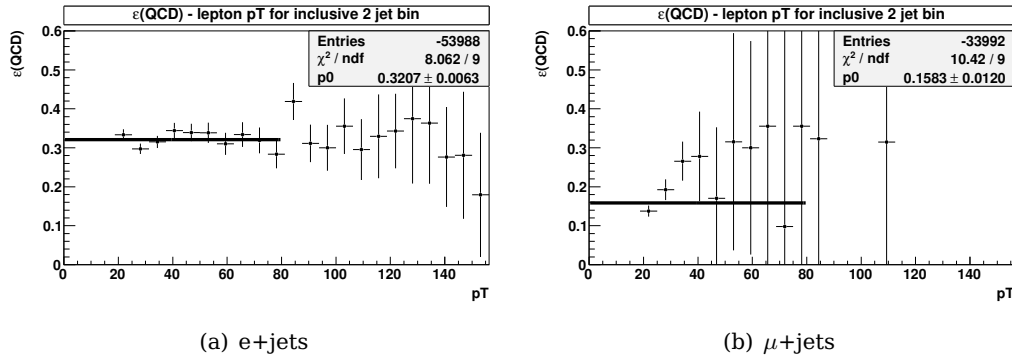 ε(QCD) - lepton pT for inclusive 2 jet bin
Entries -53988
χ² / ndf 8.062 / 9
p0 0.3207 ± 0.0063
ε(QCD)
0.6
0.5
0.4
0.3
0.2
0.1
0
0 20 40 60 80 100 120 140
pT
(a) e+jets
ε(QCD) - lepton pT for inclusive 2 jet bin
Entries -33992
χ² / ndf 10.42 / 9
p0 0.1583 ± 0.0120
ε(QCD)
0.6
0.5
0.4
0.3
0.2
0.1
0
0 20 40 60 80 100 120 140
pT
(b) μ+jets